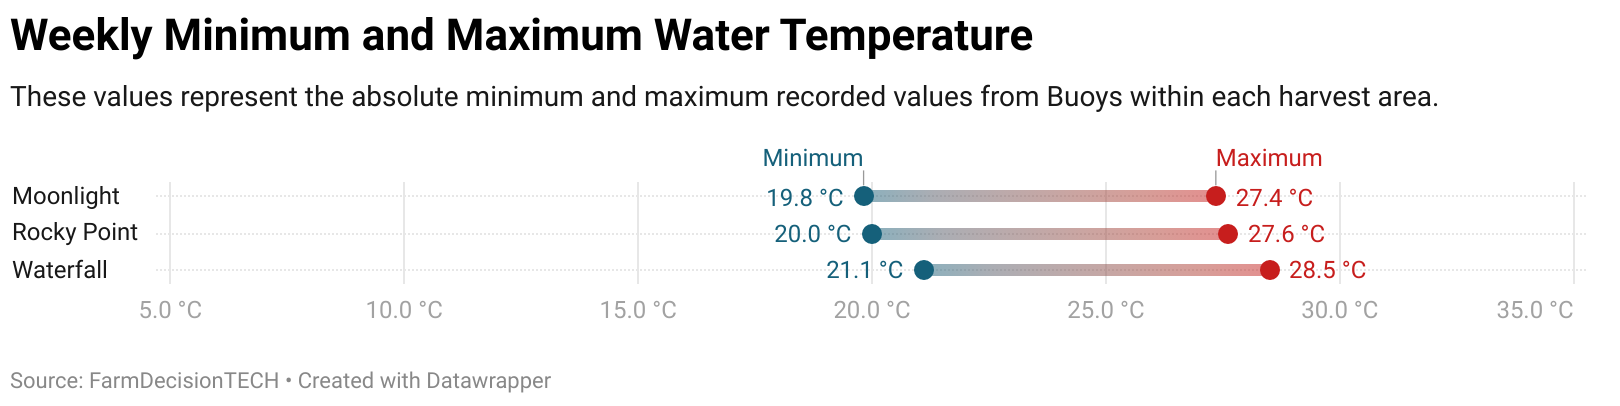 Weekly Minimum and Maximum Water Temperature
These values represent the absolute minimum and maximum recorded values from Buoys within each harvest area.
Minimum Maximum
Moonlight 19.8 °C 27.4 °C
Rocky Point 20.0 °C 27.6 °C
Waterfall 21.1 °C 28.5 °C
5.0 °C 10.0 °C 15.0 °C 20.0 °C 25.0 °C 30.0 °C 35.0 °C
Source: FarmDecisionTECH • Created with Datawrapper